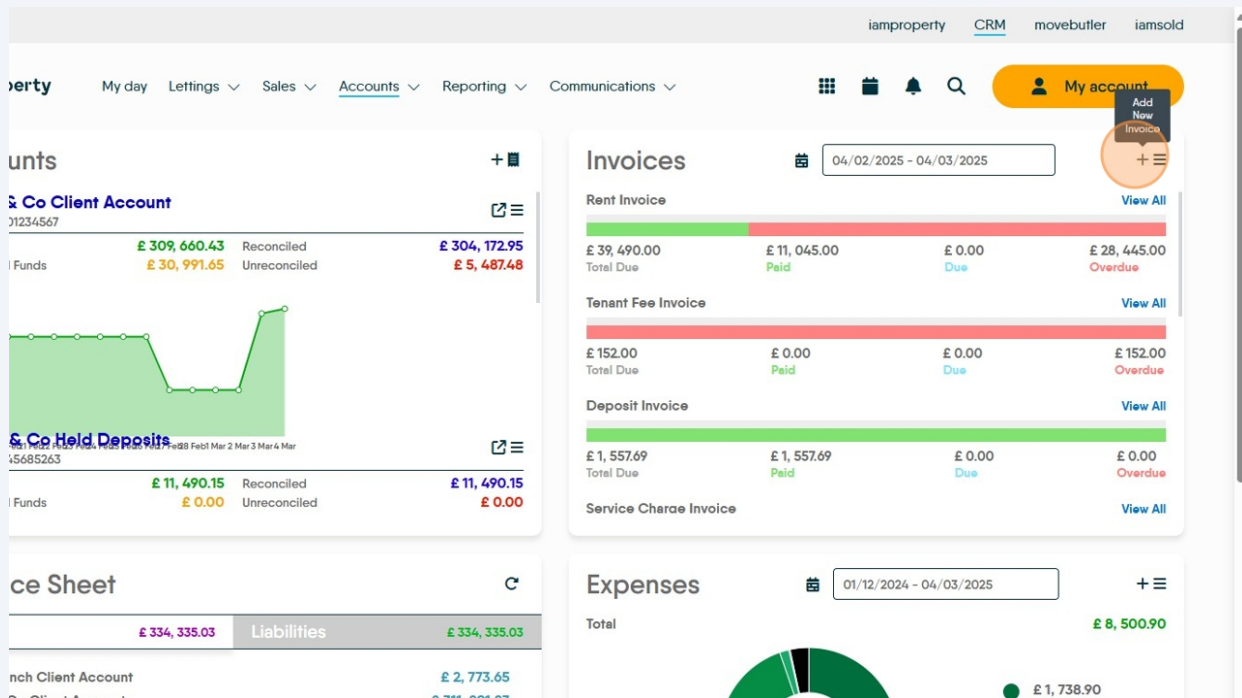 iamproperty CRM movebutler iamsold
My day Lettings Sales Accounts Reporting Communications My account
Add
New
Invoice
Invoices 04/02/2025 - 04/03/2025
& Co Client Account
Rent Invoice View All
£ 309, 660.43 Reconciled £ 304, 172.95
Funds £ 30, 991.65 Unreconciled £ 5, 487.48
£ 39, 490.00 £ 11, 045.00 £ 0.00 £ 28, 445.00
Total Due Paid Due Overdue
Tenant Fee Invoice View All
£ 152.00 £ 0.00 £ 0.00 £ 152.00
Total Due Paid Due Overdue
Deposit Invoice View All
& Co Held Deposits
Mar 2 Mar 3 Mar 4 Mar
£ 1, 557.69 £ 1, 557.69 £ 0.00 £ 0.00
Total Due Paid Due Overdue
£ 11, 490.15 Reconciled £ 11, 490.15
Funds £ 0.00 Unreconciled £ 0.00
Service Charge Invoice View All
Sheet
Expenses 01/12/2024 - 04/03/2025
£ 334, 335.03 Liabilities £ 334, 335.03
Total £ 8, 500.90
Client Account £ 2, 773.65
£ 1, 738.90